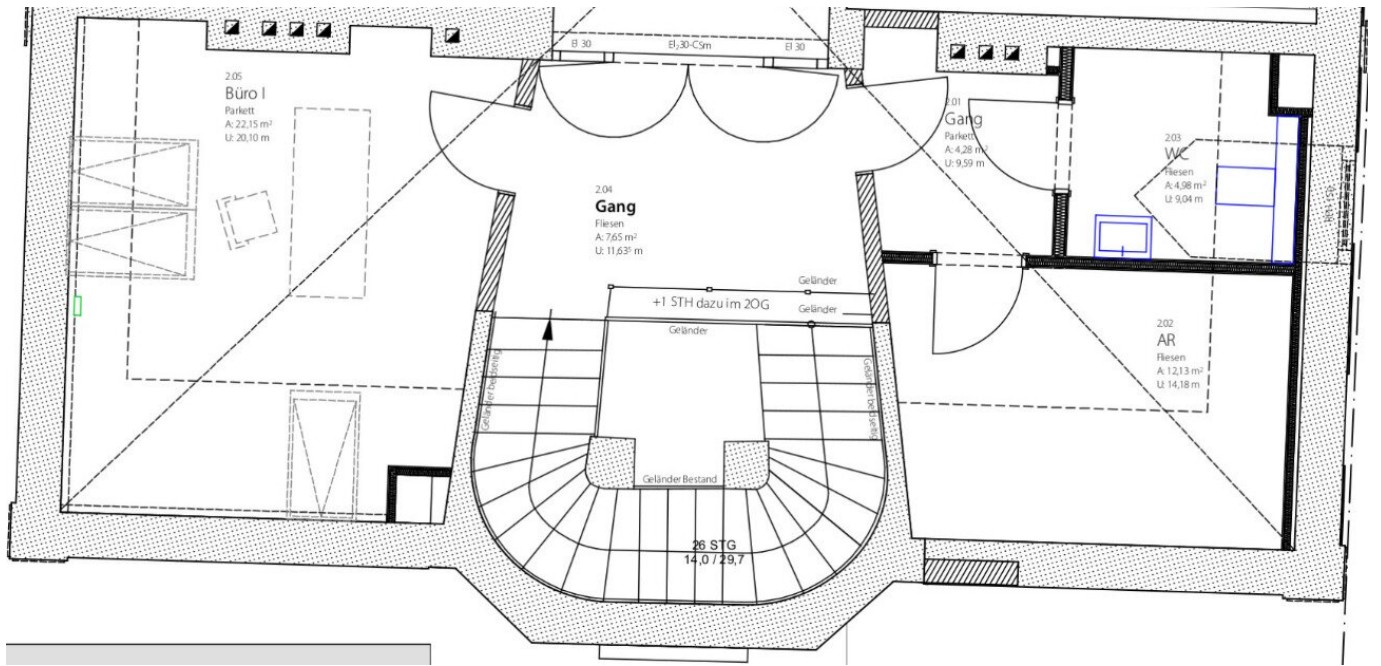 EI 30
EI₂30-CSm
EI 30
2.05
Büro I
Parkett
A: 22,15 m²
U: 20,10 m
2.01
Gang
Parkett
A: 4,28 m²
U: 9,59 m
2.03
WC
Fliesen
A: 4,98 m²
U: 9,04 m
2.04
Gang
Fliesen
A: 7,65 m²
U: 11,63⁵ m
Geländer
+1 STH dazu im 2OG
Geländer
Geländer
2.02
AR
Fliesen
A: 12,13 m²
U: 14,18 m
Geländer beidseitig
Geländer beidseitig
Geländer Bestand
26 STG
14,0 / 29,7